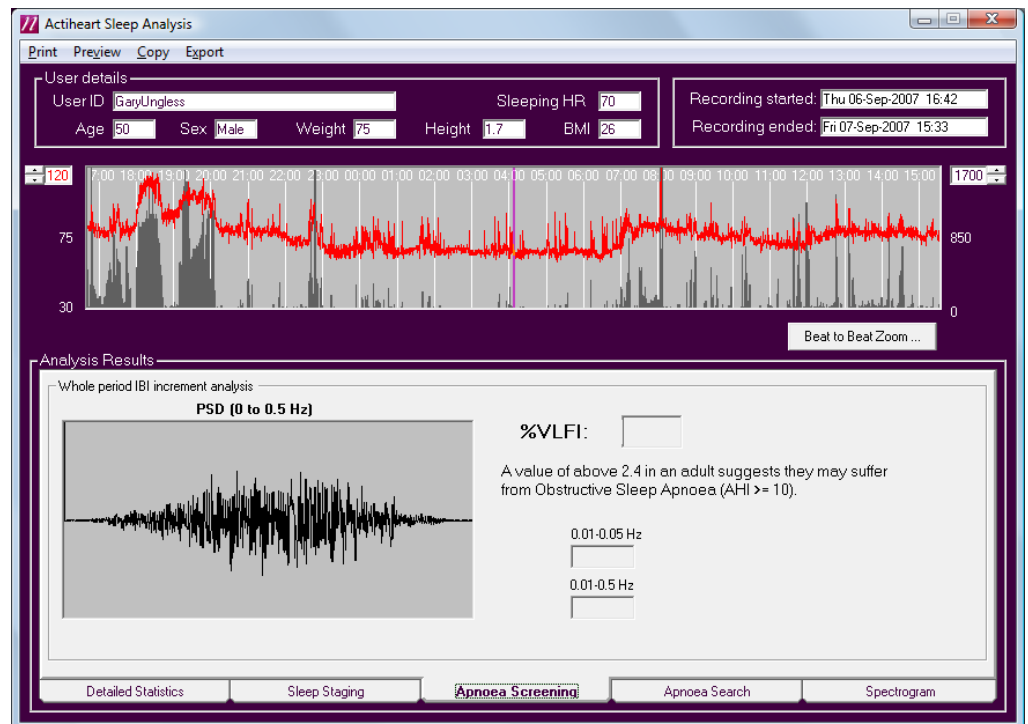 Actiheart Sleep Analysis
Print Preview Copy Export
User details
User ID GaryUngless Sleeping HR 70
Age 50 Sex Male Weight 75 Height 1.7 BMI 26
Recording started: Thu 06-Sep-2007 16:42
Recording ended: Fri 07-Sep-2007 15:33
120 7:00 18:00 19:00 20:00 21:00 22:00 23:00 00:00 01:00 02:00 03:00 04:00 05:00 06:00 07:00 08:00 09:00 10:00 11:00 12:00 13:00 14:00 15:00 1700
75 850
30 0
Beat to Beat Zoom ...
Analysis Results
Whole period IBI increment analysis
PSD (0 to 0.5 Hz)
%VLFI:
A value of above 2.4 in an adult suggests they may suffer
from Obstructive Sleep Apnoea (AHI >= 10).
0.01-0.05 Hz
0.01-0.5 Hz
Detailed Statistics Sleep Staging Apnoea Screening Apnoea Search Spectrogram